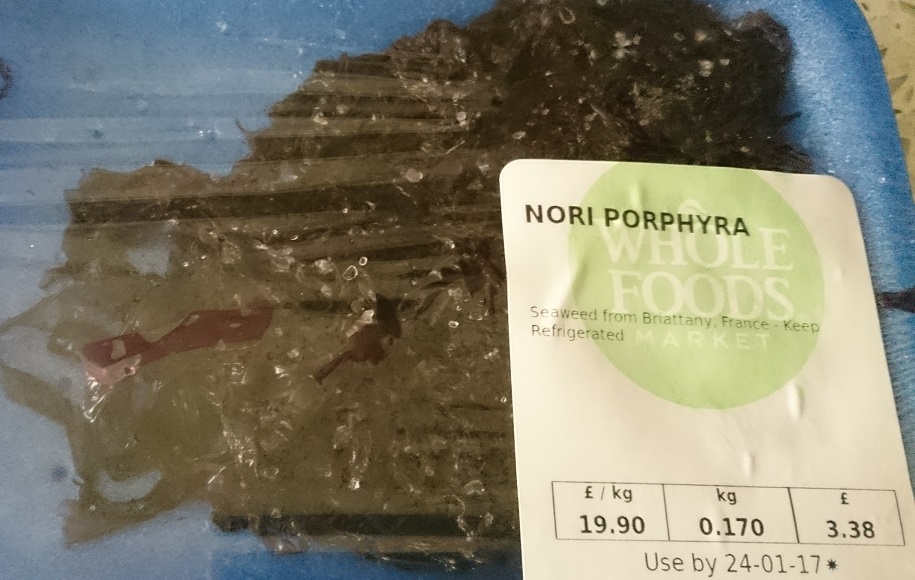 NORI PORPHYRA
WHOLE
FOODS
MARKET
Seaweed from Briattany, France - Keep
Refrigerated
£ / kg kg £
19.90 0.170 3.38
Use by 24-01-17*